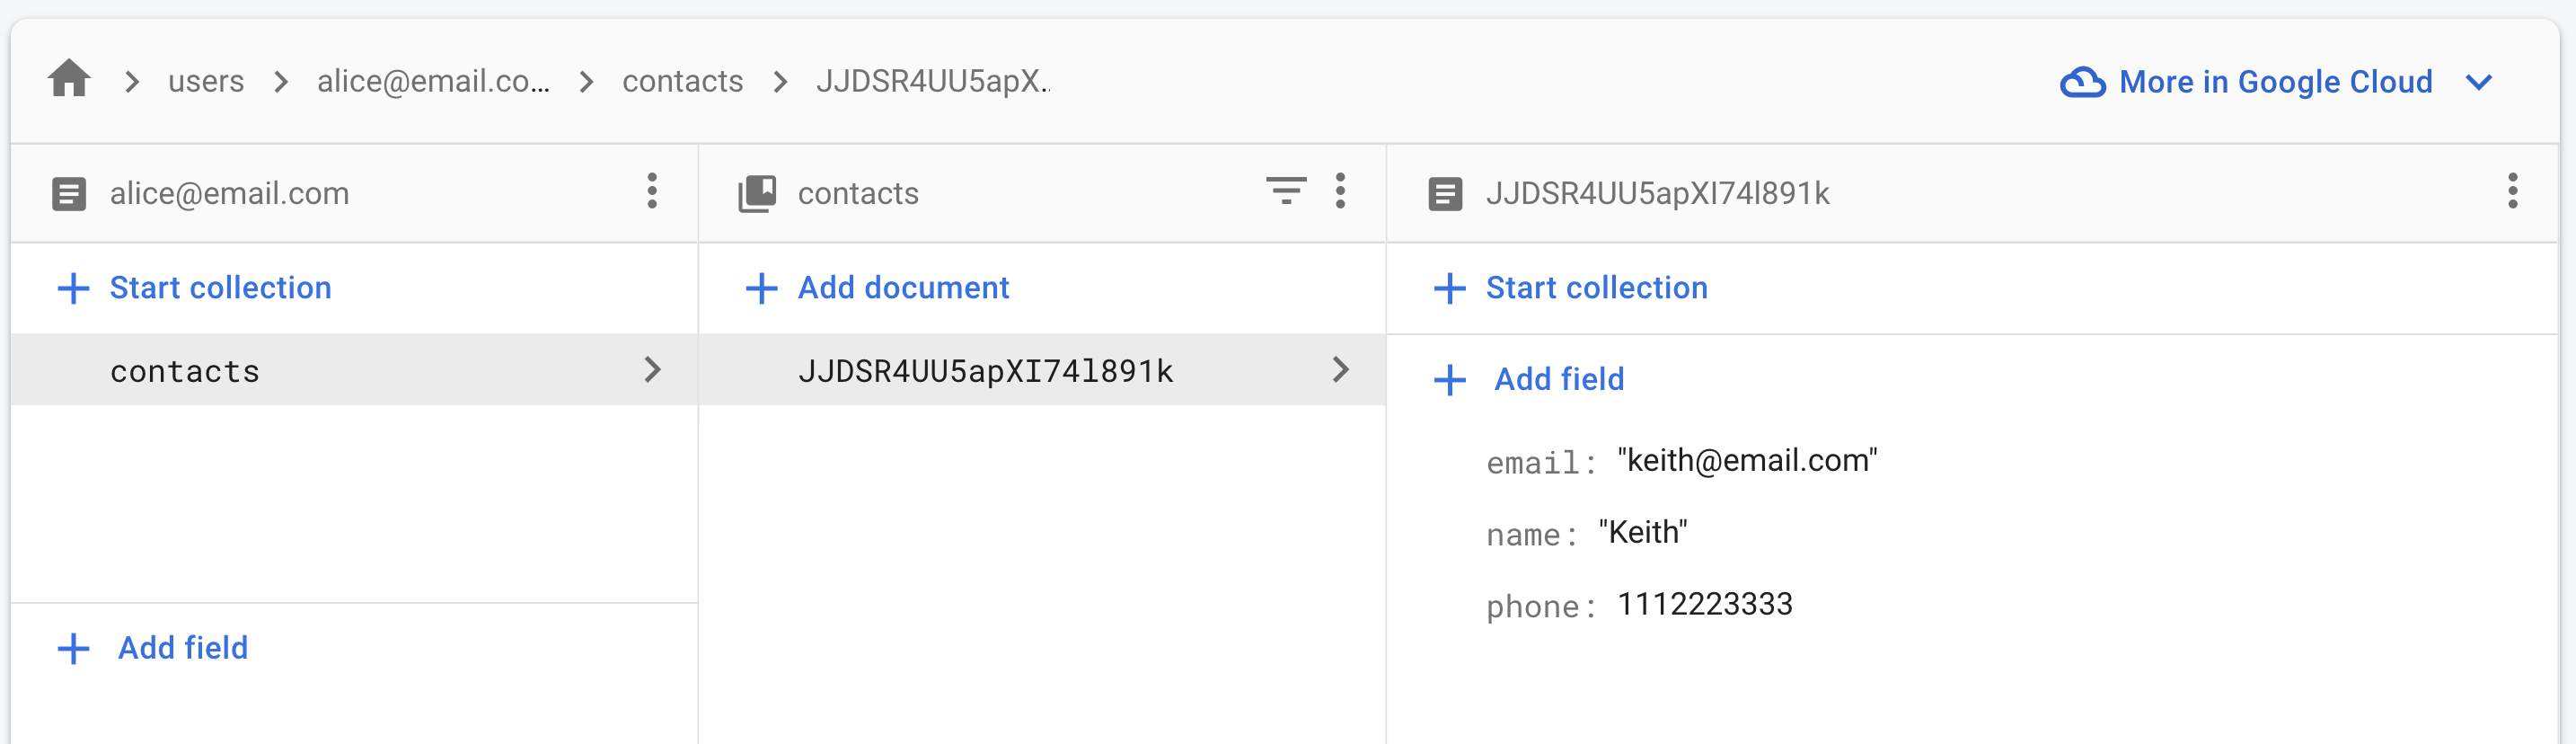 users > alice@email.co... > contacts > JJDSR4UU5apX..
More in Google Cloud
alice@email.com
contacts
JJDSR4UU5apXI74l891k
+ Start collection
+ Add document
+ Start collection
contacts
JJDSR4UU5apXI74l891k
+ Add field
email: "keith@email.com"
name: "Keith"
phone: 1112223333
+ Add field